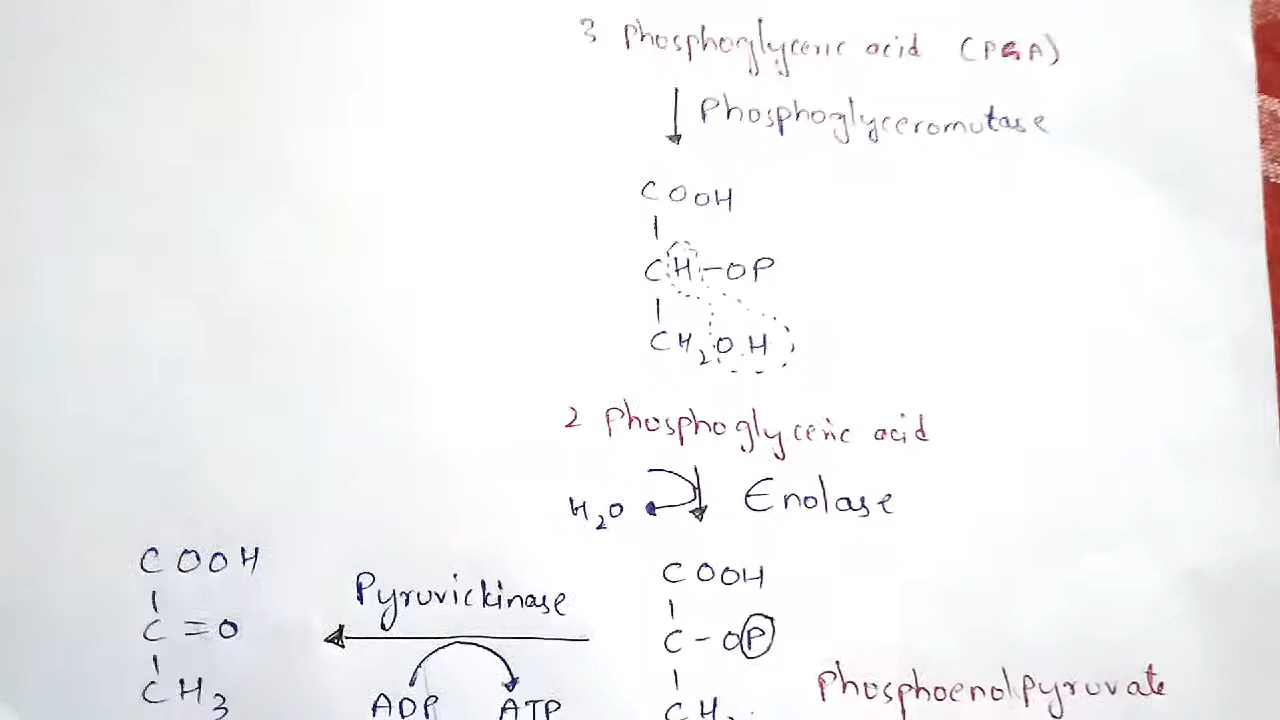 3 Phosphoglyceric acid (PGA)
Phosphoglyceromutase
COOH
CH-OP
CH2OH
2 Phosphoglyceric acid
H2O Enolase
COOH
C=O
CH3
Pyruvickinase
ADP ATP
COOH
C-OP
CH
Phosphoenolpyruvate